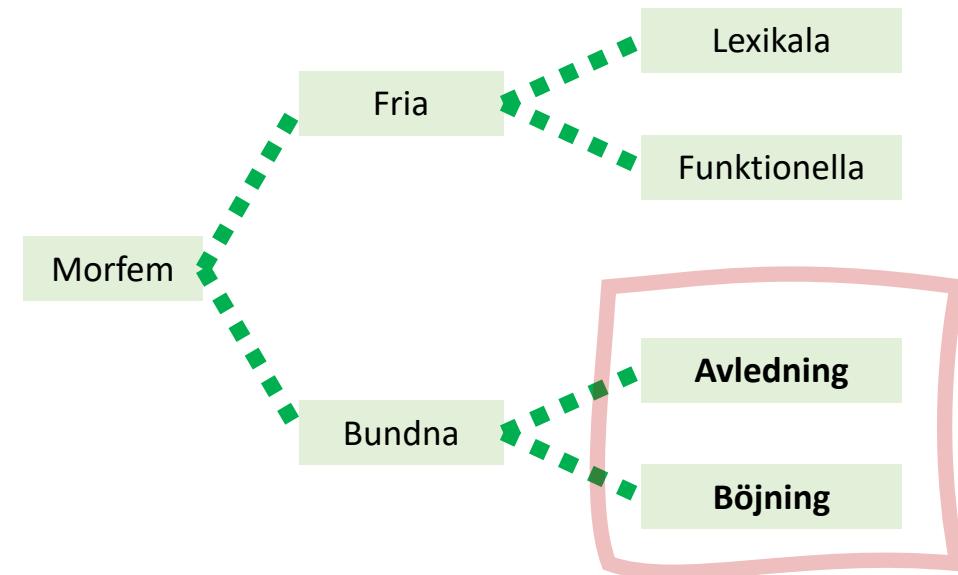 Morfem
Fria
Lexikala
Funktionella
Bundna
Avledning
Böjning